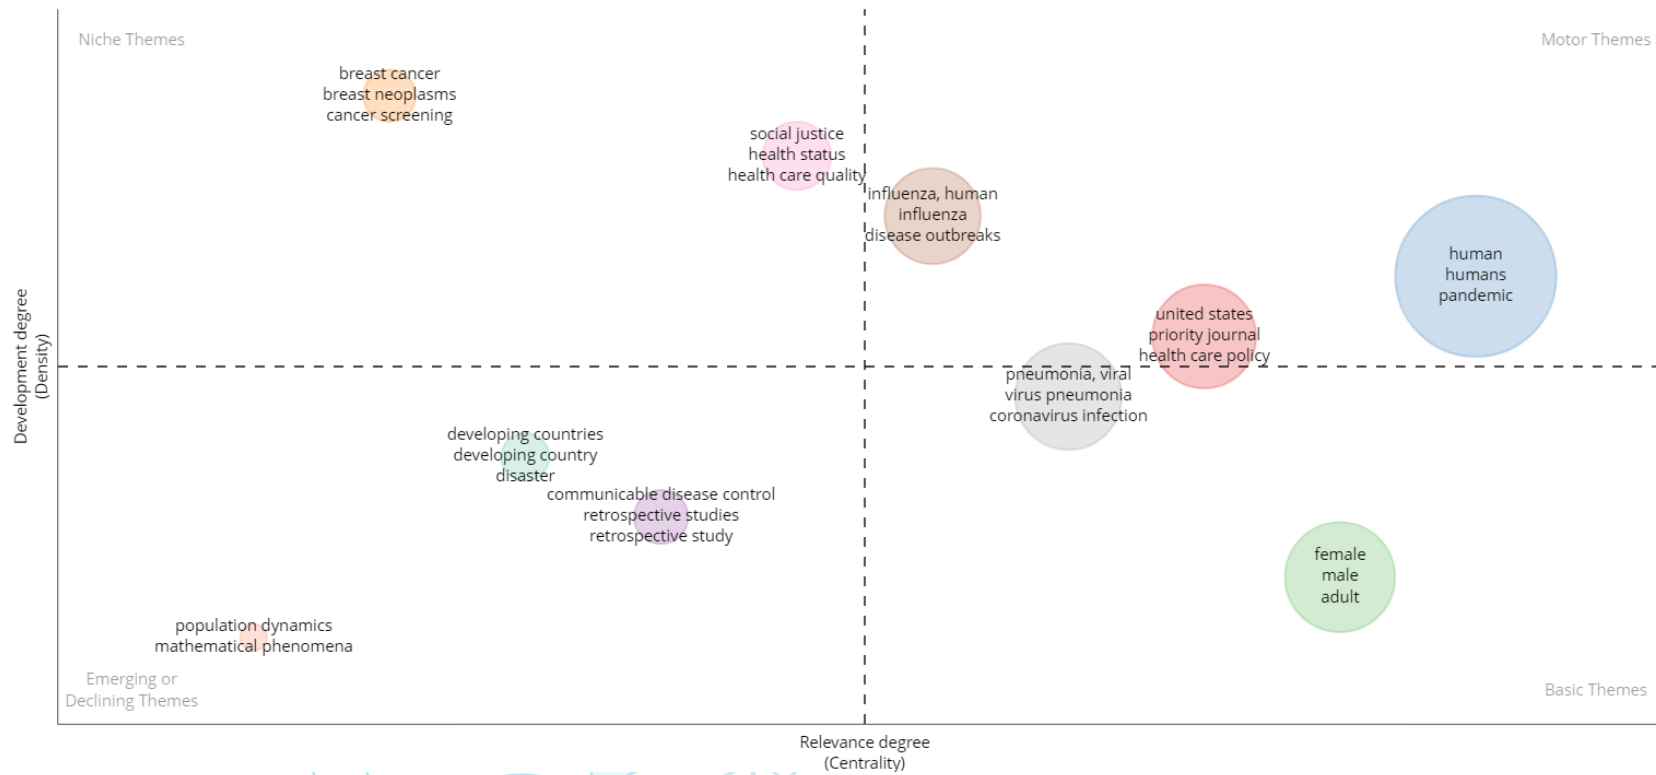 Niche Themes
Motor Themes
breast cancer
breast neoplasms
cancer screening
social justice
health status
health care quality
influenza, human
influenza
disease outbreaks
human
humans
pandemic
united states
priority journal
health care policy
pneumonia, viral
virus pneumonia
coronavirus infection
developing countries
developing country
disaster
communicable disease control
retrospective studies
retrospective study
female
male
adult
population dynamics
mathematical phenomena
Emerging or
Declining Themes
Basic Themes
Development degree
(Density)
Relevance degree
(Centrality)